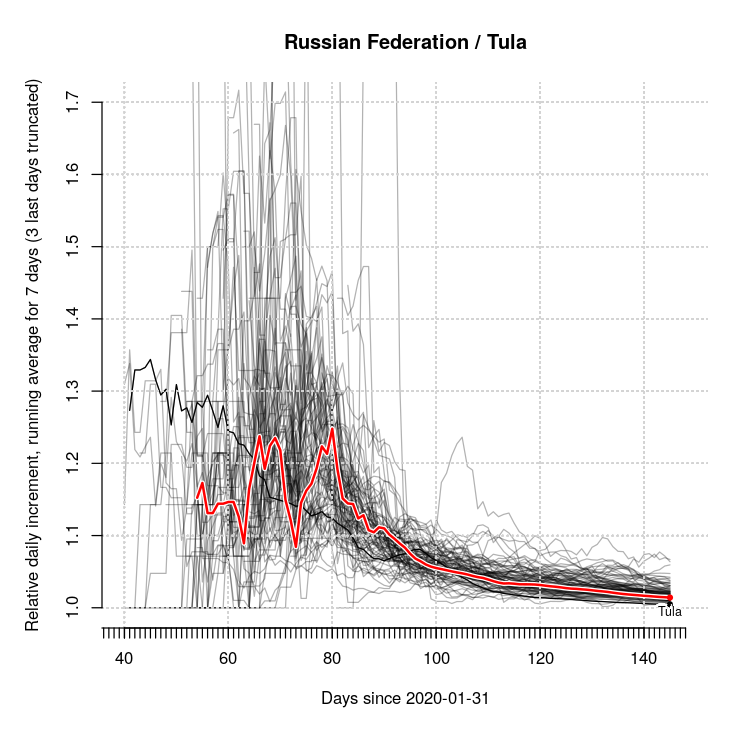 Russian Federation / Tula
Relative daily increment, running average for 7 days (3 last days truncated)
1.7
1.6
1.5
1.4
1.3
1.2
1.1
1.0
Tula
40 60 80 100 120 140
Days since 2020-01-31